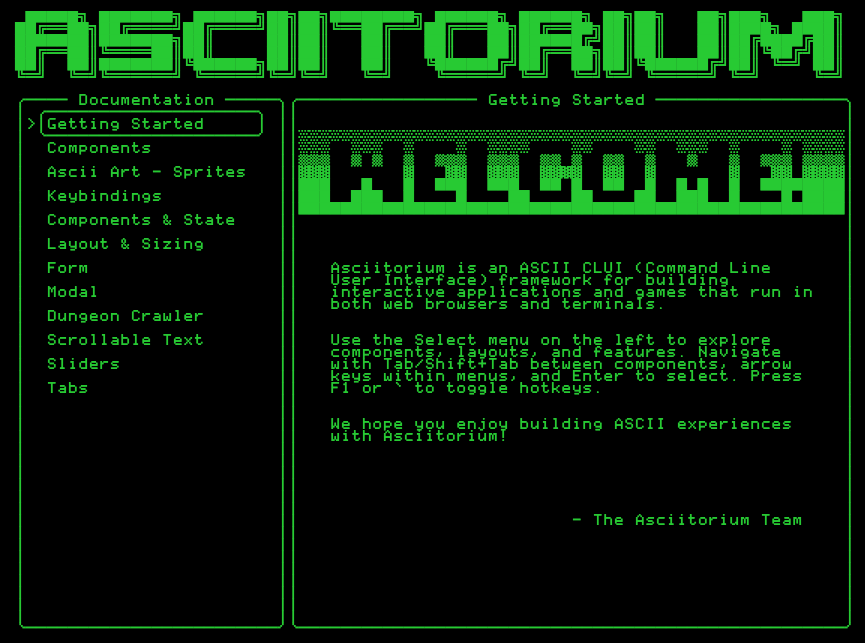 ASCIITORIUM
Documentation
> Getting Started
Components
Ascii Art - Sprites
Keybindings
Components & State
Layout & Sizing
Form
Modal
Dungeon Crawler
Scrollable Text
Sliders
Tabs
Getting Started
WELCOME!
Asciitorium is an ASCII CLUI (Command Line
User Interface) framework for building
interactive applications and games that run in
both web browsers and terminals.
Use the Select menu on the left to explore
components, layouts, and features. Navigate
with Tab/Shift+Tab between components, arrow
keys within menus, and Enter to select. Press
F1 or ` to toggle hotkeys.
We hope you enjoy building ASCII experiences
with Asciitorium!
- The Asciitorium Team